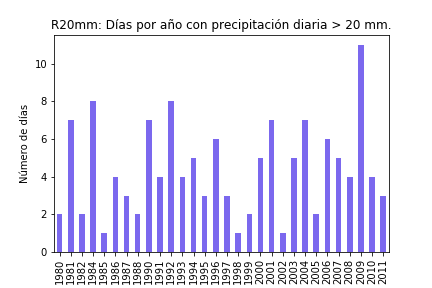 R20mm: Días por año con precipitación diaria > 20 mm.
Número de días
10
8
6
4
2
0
1980 1981 1982 1984 1985 1986 1987 1988 1990 1991 1992 1993 1994 1995 1996 1997 1998 1999 2000 2001 2002 2003 2004 2005 2006 2007 2008 2009 2010 2011